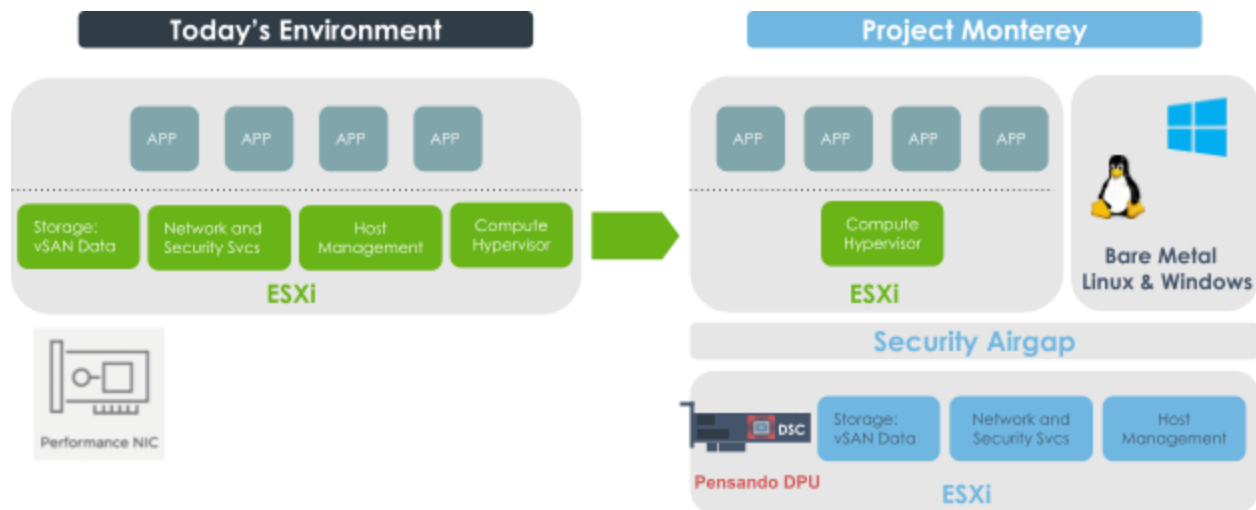 Today's Environment
APP APP APP APP
Storage:
vSAN Data
Network and
Security Svcs
Host
Management
Compute
Hypervisor
ESXi
Performance NIC
Project Monterey
APP APP APP APP
Compute
Hypervisor
ESXi
Bare Metal
Linux & Windows
Security Airgap
DSC
Pensando DPU
Storage:
vSAN Data
Network and
Security Svcs
Host
Management
ESXi